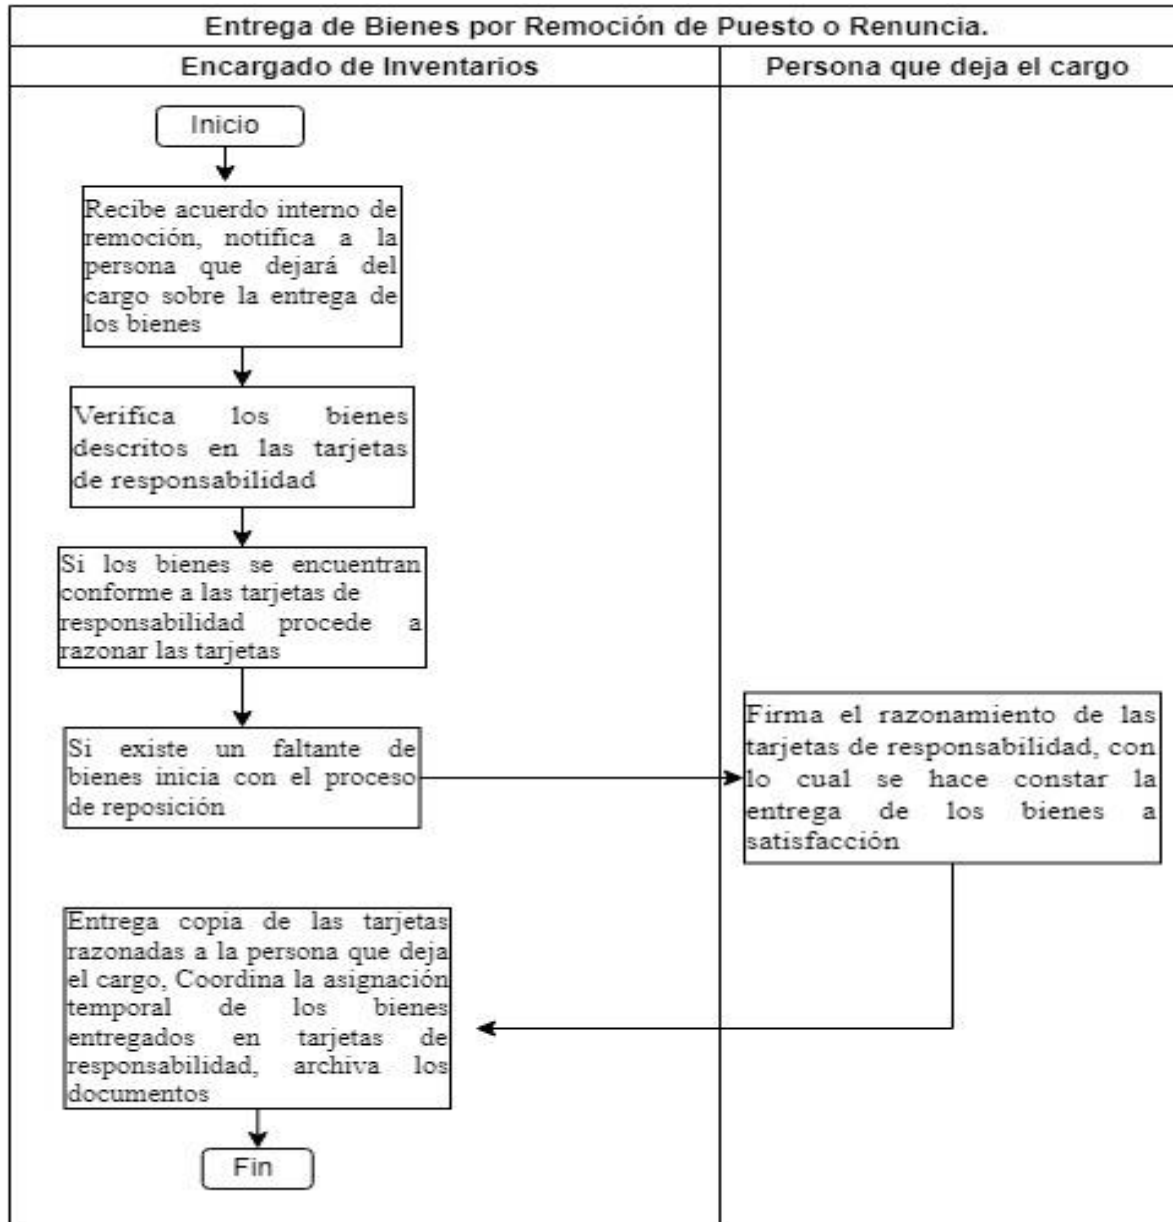 Entrega de Bienes por Remoción de Puesto o Renuncia.
Encargado de Inventarios
Persona que deja el cargo
Inicio
Recibe acuerdo interno de
remoción, notifica a la
persona que dejará del
cargo sobre la entrega de
los bienes
Verifica los bienes
descritos en las tarjetas
de responsabilidad
Si los bienes se encuentran
conforme a las tarjetas de
responsabilidad procede a
razonar las tarjetas
Si existe un faltante de
bienes inicia con el proceso
de reposición
Firma el razonamiento de las
tarjetas de responsabilidad, con
lo cual se hace constar la
entrega de los bienes a
satisfacción
Entrega copia de las tarjetas
razonadas a la persona que deja
el cargo, Coordina la asignación
temporal de los bienes
entregados en tarjetas de
responsabilidad, archiva los
documentos
Fin